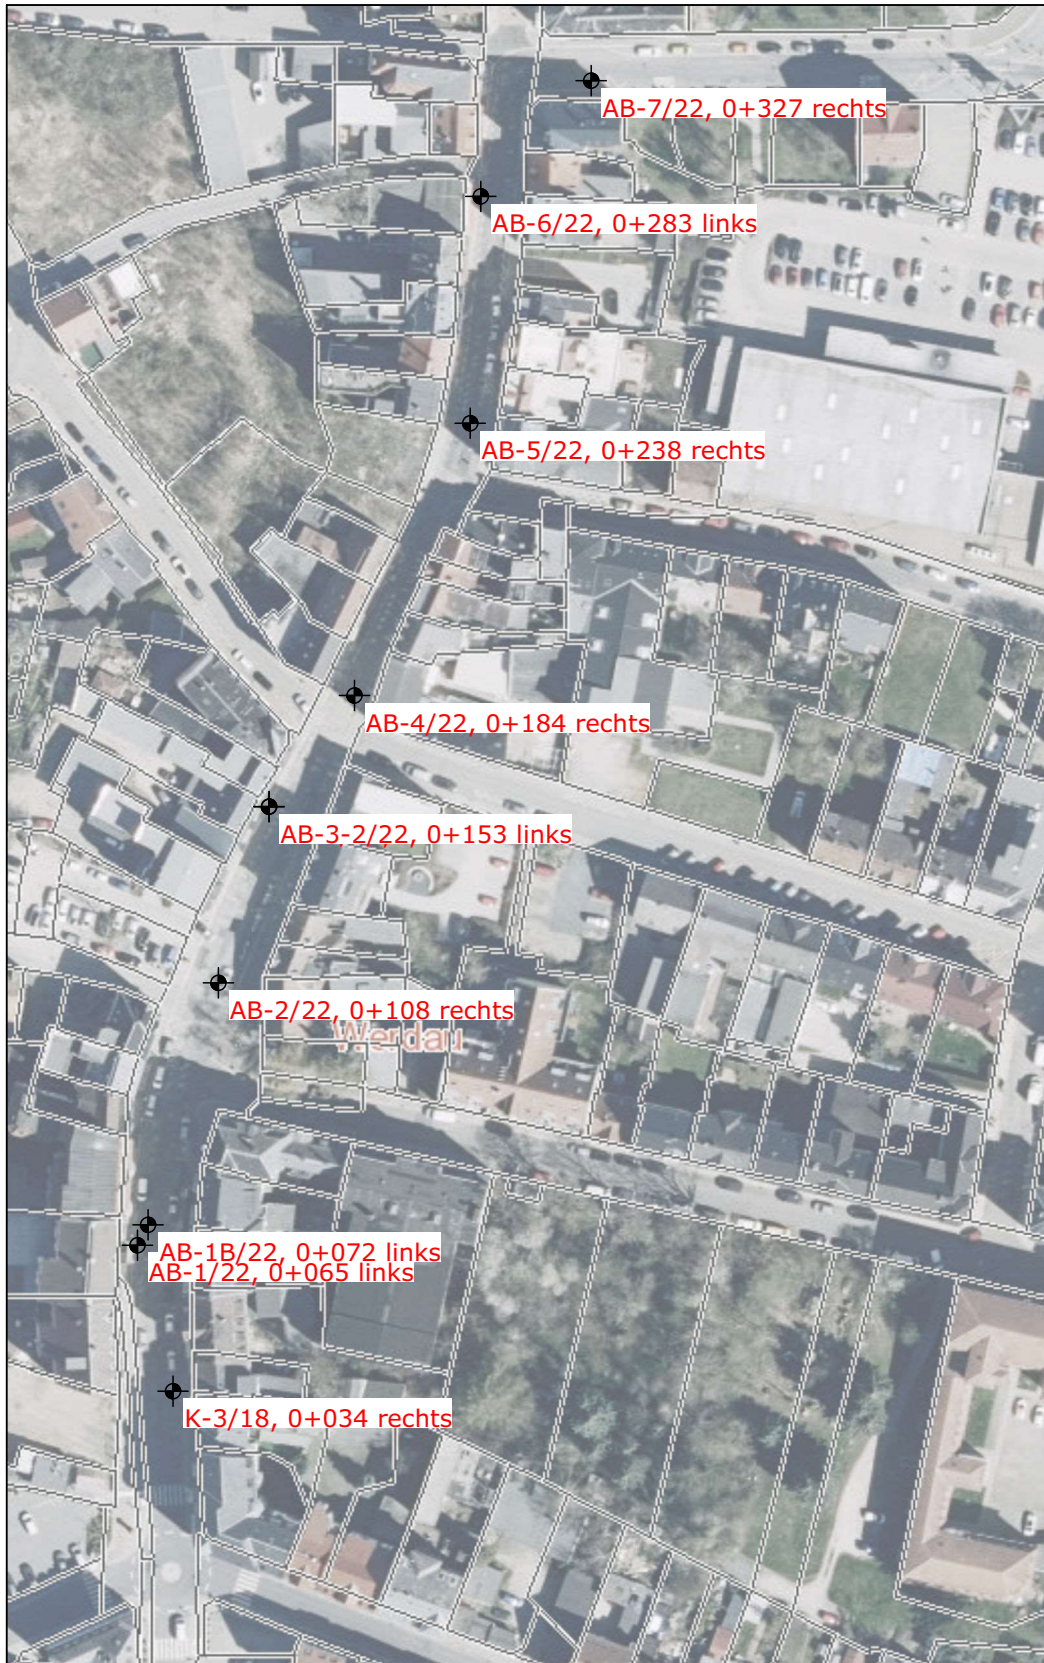 AB-7/22, 0+327 rechts
AB-6/22, 0+283 links
AB-5/22, 0+238 rechts
AB-4/22, 0+184 rechts
AB-3-2/22, 0+153 links
AB-2/22, 0+108 rechts
Werdau
AB-1B/22, 0+072 links
AB-1/22, 0+065 links
K-3/18, 0+034 rechts